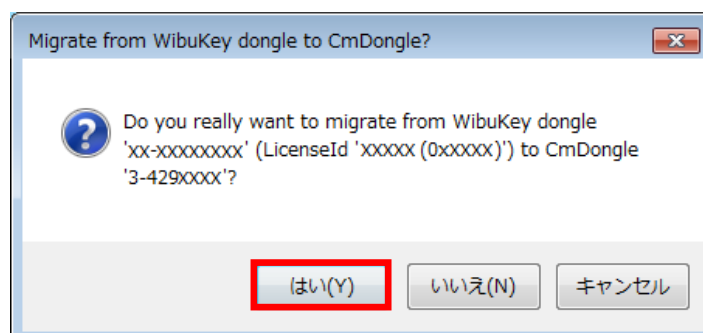 Migrate from WibuKey dongle to CmDongle?
Do you really want to migrate from WibuKey dongle
'xx-xxxxxxxx' (LicenseId 'xxxxx (0xxxxx)') to CmDongle
'3-429xxxx'?
はい(Y)
いいえ(N)
キャンセル